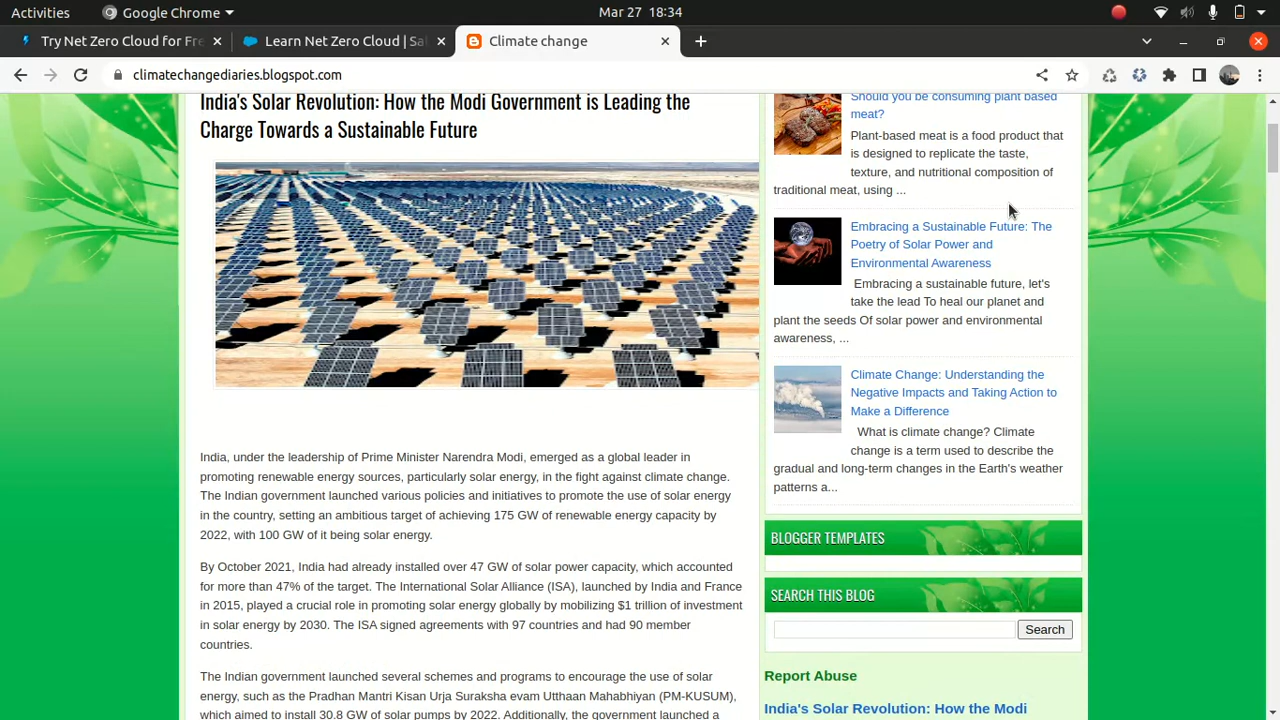 Activities
Google Chrome
Mar 27 18:34
Try Net Zero Cloud for Fre
Learn Net Zero Cloud | Sal
Climate change
climatechangediaries.blogspot.com
India's Solar Revolution: How the Modi Government is Leading the
Charge Towards a Sustainable Future
India, under the leadership of Prime Minister Narendra Modi, emerged as a global leader in
promoting renewable energy sources, particularly solar energy, in the fight against climate change.
The Indian government launched various policies and initiatives to promote the use of solar energy
in the country, setting an ambitious target of achieving 175 GW of renewable energy capacity by
2022, with 100 GW of it being solar energy.
By October 2021, India had already installed over 47 GW of solar power capacity, which accounted
for more than 47% of the target. The International Solar Alliance (ISA), launched by India and France
in 2015, played a crucial role in promoting solar energy globally by mobilizing $1 trillion of investment
in solar energy by 2030. The ISA signed agreements with 97 countries and had 90 member
countries.
The Indian government launched several schemes and programs to encourage the use of solar
energy, such as the Pradhan Mantri Kisan Urja Suraksha evam Utthaan Mahabhiyan (PM-KUSUM),
which aimed to install 30.8 GW of solar pumps by 2022. Additionally, the government launched a
Should you be consuming plant based
meat?
Plant-based meat is a food product that
is designed to replicate the taste,
texture, and nutritional composition of
traditional meat, using ...
Embracing a Sustainable Future: The
Poetry of Solar Power and
Environmental Awareness
Embracing a sustainable future, let's
take the lead To heal our planet and
plant the seeds Of solar power and environmental
awareness, ...
Climate Change: Understanding the
Negative Impacts and Taking Action to
Make a Difference
What is climate change? Climate
change is a term used to describe the
gradual and long-term changes in the Earth's weather
patterns a...
BLOGGER TEMPLATES
SEARCH THIS BLOG
Search
Report Abuse
India's Solar Revolution: How the Modi